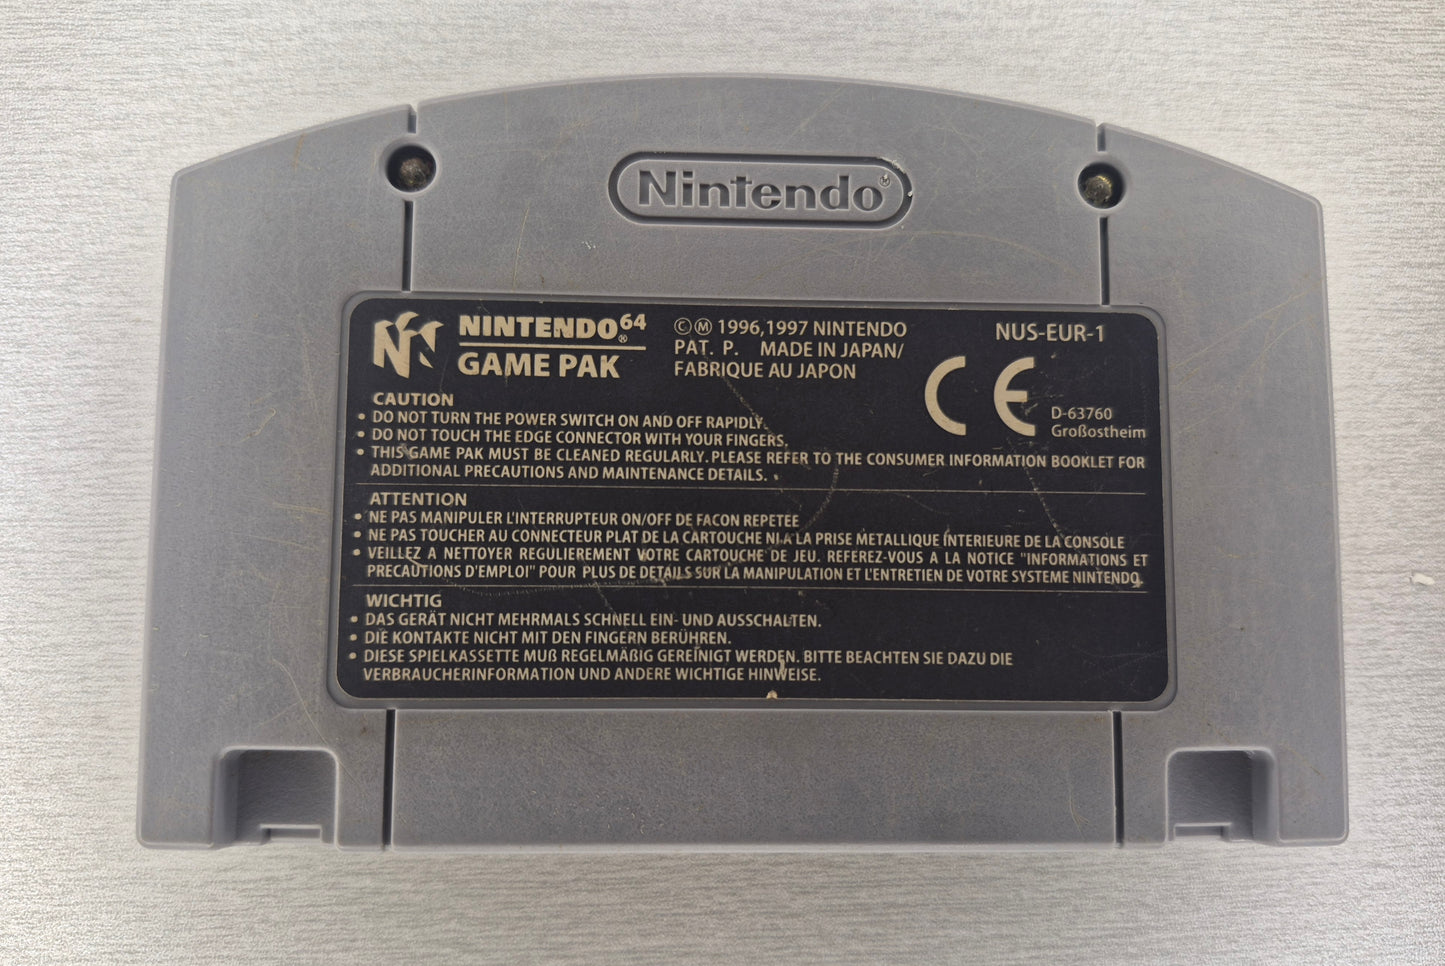 Nintendo®
NINTENDO64®
GAME PAK
©Ⓜ 1996,1997 NINTENDO
PAT. P. MADE IN JAPAN/
FABRIQUE AU JAPON
NUS-EUR-1
CE
D-63760
Großostheim
CAUTION
• DO NOT TURN THE POWER SWITCH ON AND OFF RAPIDLY.
• DO NOT TOUCH THE EDGE CONNECTOR WITH YOUR FINGERS.
• THIS GAME PAK MUST BE CLEANED REGULARLY. PLEASE REFER TO THE CONSUMER INFORMATION BOOKLET FOR
ADDITIONAL PRECAUTIONS AND MAINTENANCE DETAILS.
ATTENTION
• NE PAS MANIPULER L'INTERRUPTEUR ON/OFF DE FACON REPETEE
• NE PAS TOUCHER AU CONNECTEUR PLAT DE LA CARTOUCHE NI A LA PRISE METALLIQUE INTERIEURE DE LA CONSOLE
• VEILLEZ A NETTOYER REGULIEREMENT VOTRE CARTOUCHE DE JEU. REFEREZ-VOUS A LA NOTICE "INFORMATIONS ET
PRECAUTIONS D'EMPLOI" POUR PLUS DE DETAILS SUR LA MANIPULATION ET L'ENTRETIEN DE VOTRE SYSTEME NINTENDO.
WICHTIG
• DAS GERÄT NICHT MEHRMALS SCHNELL EIN- UND AUSSCHALTEN.
• DIE KONTAKTE NICHT MIT DEN FINGERN BERÜHREN.
• DIESE SPIELKASSETTE MUß REGELMÄßIG GEREINIGT WERDEN. BITTE BEACHTEN SIE DAZU DIE
VERBRAUCHERINFORMATION UND ANDERE WICHTIGE HINWEISE.